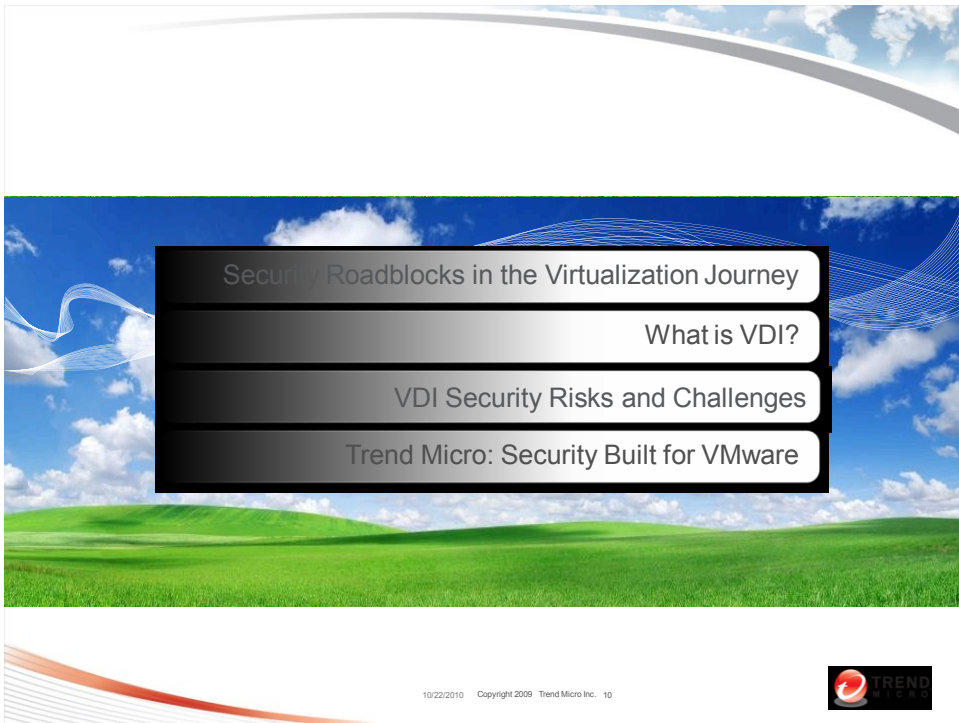 Security Roadblocks in the Virtualization Journey
What is VDI?
VDI Security Risks and Challenges
Trend Micro: Security Built for VMware
10/22/2010 Copyright 2009 Trend Micro Inc. 10
TREND
MICRO